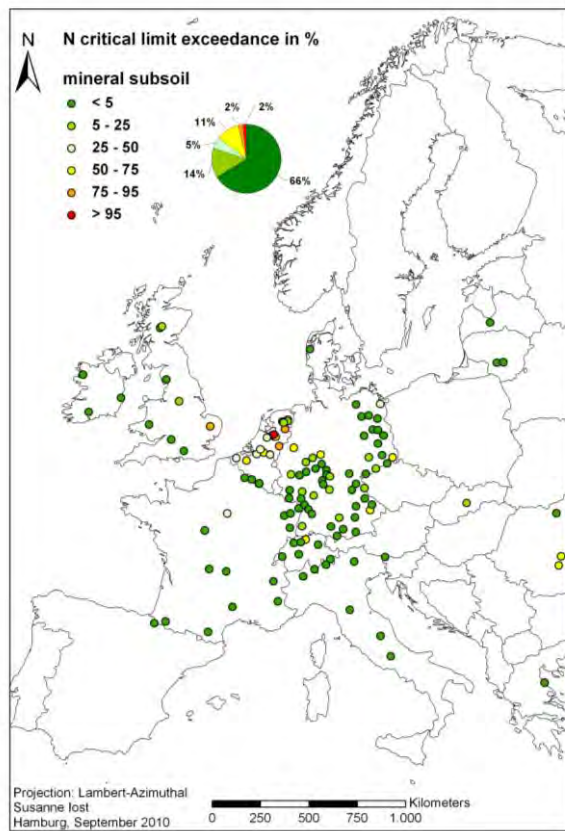 N
N critical limit exceedance in %
mineral subsoil
< 5
5 - 25
25 - 50
50 - 75
75 - 95
> 95
2%
2%
11%
5%
14%
66%
Projection: Lambert-Azimuthal
Susanne Iost
Hamburg, September 2010
Kilometers
0 250 500 750 1.000